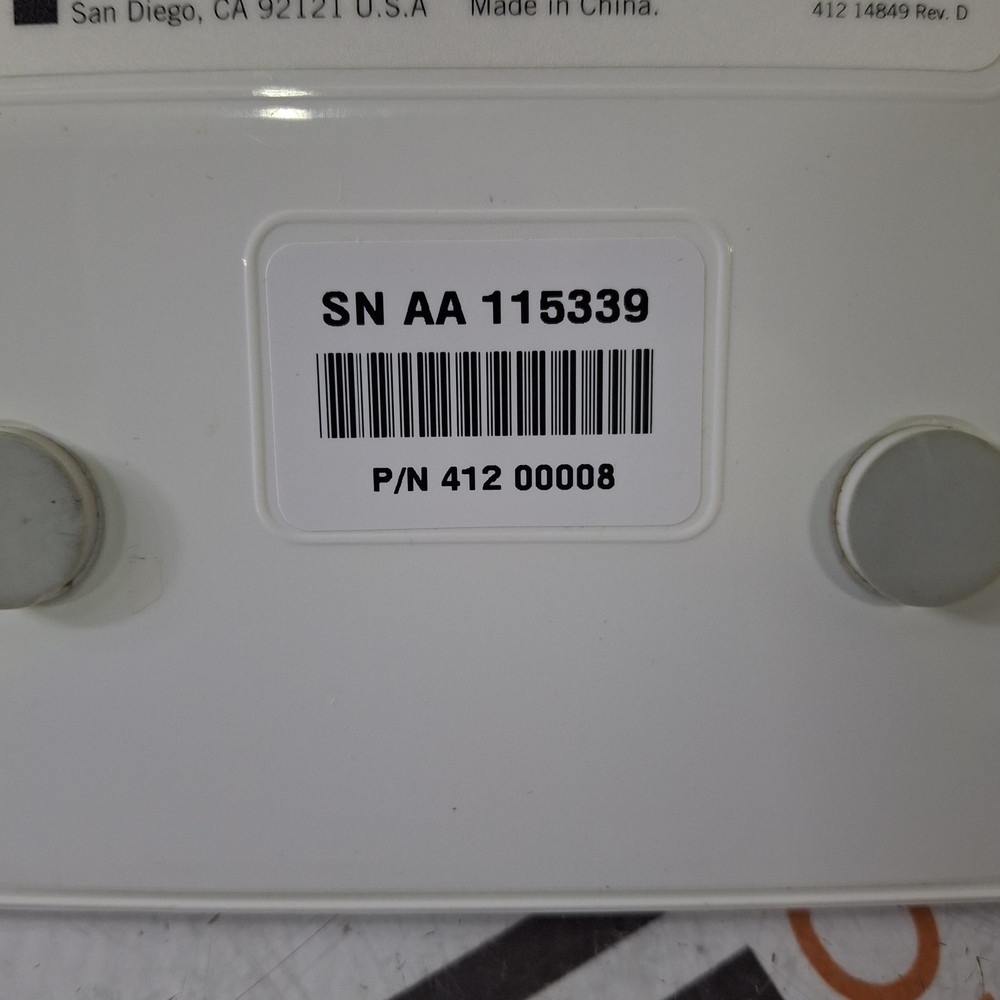 San Diego, CA 92121 U.S.A Made in China.
412 14849 Rev. D
SN AA 115339
P/N 412 00008